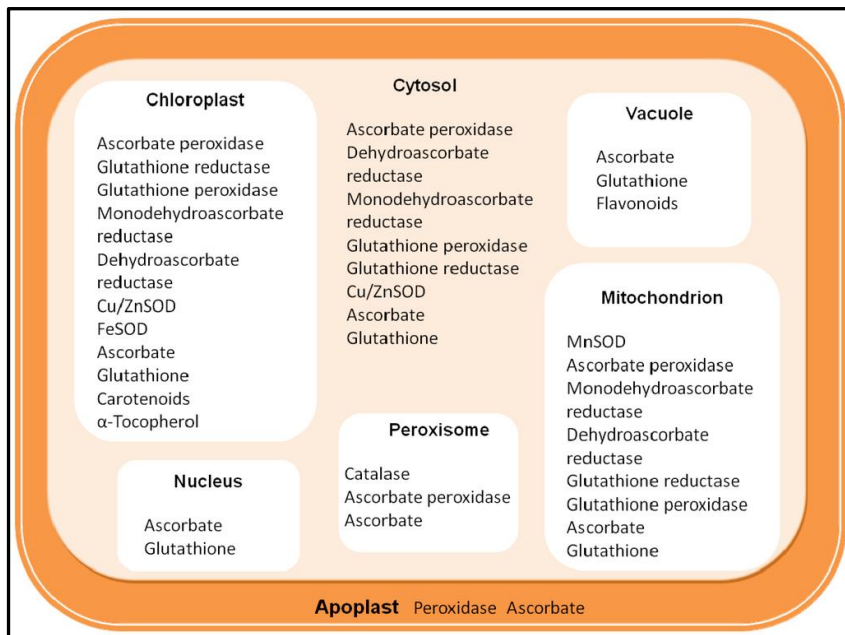 Chloroplast
Ascorbate peroxidase
Glutathione reductase
Glutathione peroxidase
Monodehydroascorbate
reductase
Dehydroascorbate
reductase
Cu/ZnSOD
FeSOD
Ascorbate
Glutathione
Carotenoids
α-Tocopherol
Cytosol
Ascorbate peroxidase
Dehydroascorbate
reductase
Monodehydroascorbate
reductase
Glutathione peroxidase
Glutathione reductase
Cu/ZnSOD
Ascorbate
Glutathione
Vacuole
Ascorbate
Glutathione
Flavonoids
Mitochondrion
MnSOD
Ascorbate peroxidase
Monodehydroascorbate
reductase
Dehydroascorbate
reductase
Glutathione reductase
Glutathione peroxidase
Ascorbate
Glutathione
Peroxisome
Catalase
Ascorbate peroxidase
Ascorbate
Nucleus
Ascorbate
Glutathione
Apoplast Peroxidase Ascorbate